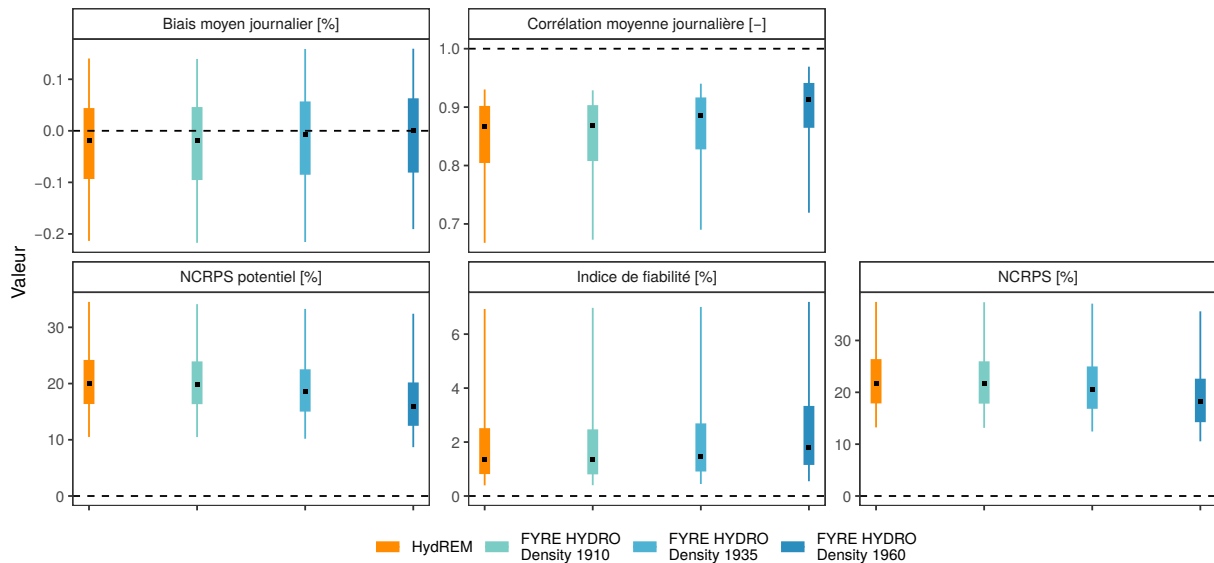 Biais moyen journalier [%]
Corrélation moyenne journalière [−]
0.1
0.0
−0.1
−0.2
1.0
0.9
0.8
0.7
Valeur
NCRPS potentiel [%]
Indice de fiabilité [%]
NCRPS [%]
30
20
10
0
6
4
2
0
30
20
10
0
HydREM
FYRE HYDRO
Density 1910
FYRE HYDRO
Density 1935
FYRE HYDRO
Density 1960